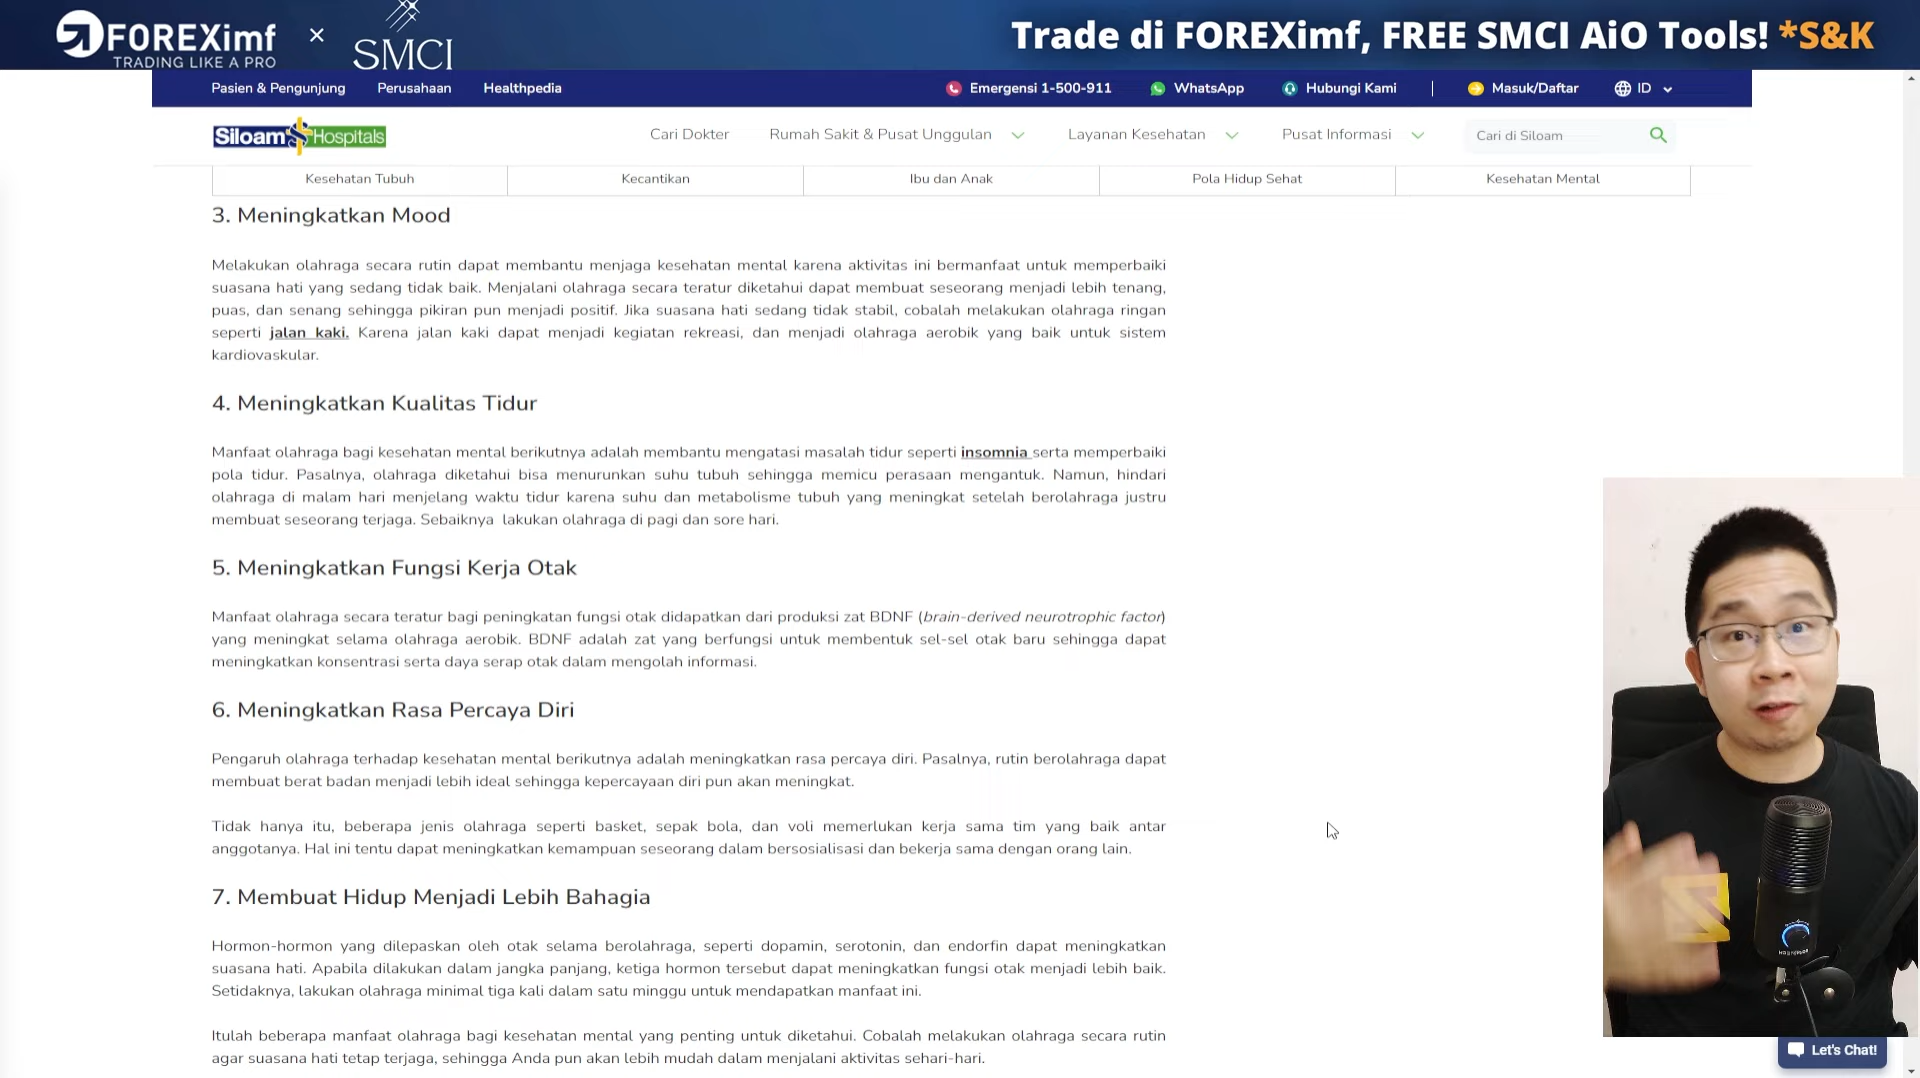 FOREXimf
TRADING LIKE A PRO
×
SMCI
Trade di FOREXimf, FREE SMCI AiO Tools! *S&K
Pasien & Pengunjung
Perusahaan
Healthpedia
Emergensi 1-500-911
WhatsApp
Hubungi Kami
Masuk/Daftar
ID
Siloam Hospitals
Cari Dokter
Rumah Sakit & Pusat Unggulan
Layanan Kesehatan
Pusat Informasi
Cari di Siloam
Kesehatan Tubuh
Kecantikan
Ibu dan Anak
Pola Hidup Sehat
Kesehatan Mental
3. Meningkatkan Mood
Melakukan olahraga secara rutin dapat membantu menjaga kesehatan mental karena aktivitas ini bermanfaat untuk memperbaiki
suasana hati yang sedang tidak baik. Menjalani olahraga secara teratur diketahui dapat membuat seseorang menjadi lebih tenang,
puas, dan senang sehingga pikiran pun menjadi positif. Jika suasana hati sedang tidak stabil, cobalah melakukan olahraga ringan
seperti jalan kaki. Karena jalan kaki dapat menjadi kegiatan rekreasi, dan menjadi olahraga aerobik yang baik untuk sistem
kardiovaskular.
4. Meningkatkan Kualitas Tidur
Manfaat olahraga bagi kesehatan mental berikutnya adalah membantu mengatasi masalah tidur seperti insomnia serta memperbaiki
pola tidur. Pasalnya, olahraga diketahui bisa menurunkan suhu tubuh sehingga memicu perasaan mengantuk. Namun, hindari
olahraga di malam hari menjelang waktu tidur karena suhu dan metabolisme tubuh yang meningkat setelah berolahraga justru
membuat seseorang terjaga. Sebaiknya lakukan olahraga di pagi dan sore hari.
5. Meningkatkan Fungsi Kerja Otak
Manfaat olahraga secara teratur bagi peningkatan fungsi otak didapatkan dari produksi zat BDNF (brain-derived neurotrophic factor)
yang meningkat selama olahraga aerobik. BDNF adalah zat yang berfungsi untuk membentuk sel-sel otak baru sehingga dapat
meningkatkan konsentrasi serta daya serap otak dalam mengolah informasi.
6. Meningkatkan Rasa Percaya Diri
Pengaruh olahraga terhadap kesehatan mental berikutnya adalah meningkatkan rasa percaya diri. Pasalnya, rutin berolahraga dapat
membuat berat badan menjadi lebih ideal sehingga kepercayaan diri pun akan meningkat.
Tidak hanya itu, beberapa jenis olahraga seperti basket, sepak bola, dan voli memerlukan kerja sama tim yang baik antar
anggotanya. Hal ini tentu dapat meningkatkan kemampuan seseorang dalam bersosialisasi dan bekerja sama dengan orang lain.
7. Membuat Hidup Menjadi Lebih Bahagia
Hormon-hormon yang dilepaskan oleh otak selama berolahraga, seperti dopamin, serotonin, dan endorfin dapat meningkatkan
suasana hati. Apabila dilakukan dalam jangka panjang, ketiga hormon tersebut dapat meningkatkan fungsi otak menjadi lebih baik.
Setidaknya, lakukan olahraga minimal tiga kali dalam satu minggu untuk mendapatkan manfaat ini.
Itulah beberapa manfaat olahraga bagi kesehatan mental yang penting untuk diketahui. Cobalah melakukan olahraga secara rutin
agar suasana hati tetap terjaga, sehingga Anda pun akan lebih mudah dalam menjalani aktivitas sehari-hari.
Let's Chat!